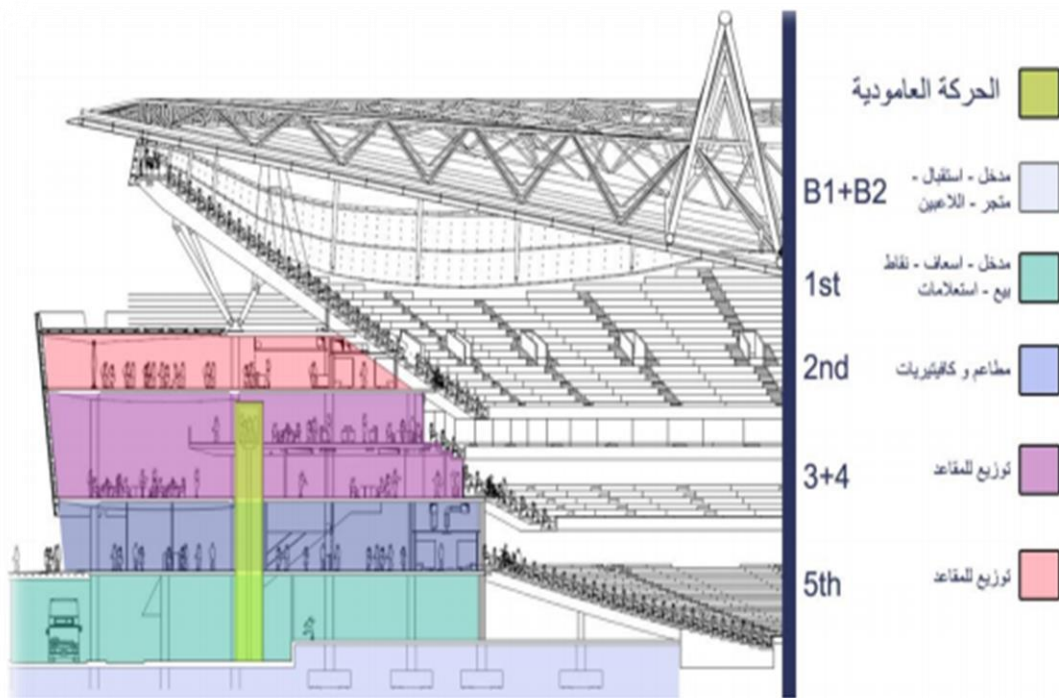 الحركة العامودية
B1+B2
مدخل - استقبال -
متجر - اللاعبين
1st
مدخل - اسعاف - نقاط
بيع - استعلامات
2nd
مطاعم و كافيتيريات
3+4
توزيع للمقاعد
5th
توزيع للمقاعد